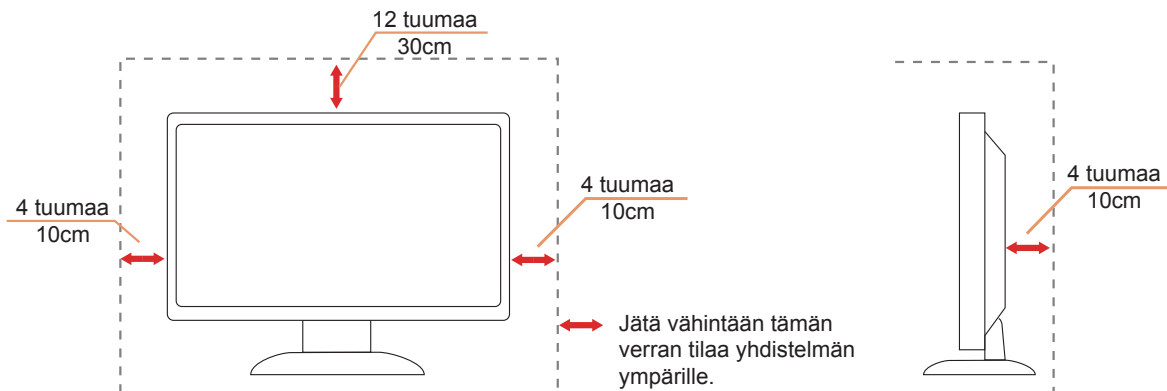 12 tuumaa
30cm
4 tuumaa
10cm
4 tuumaa
10cm
4 tuumaa
10cm
Jätä vähintään tämän
verran tilaa yhdistelmän
ympärille.